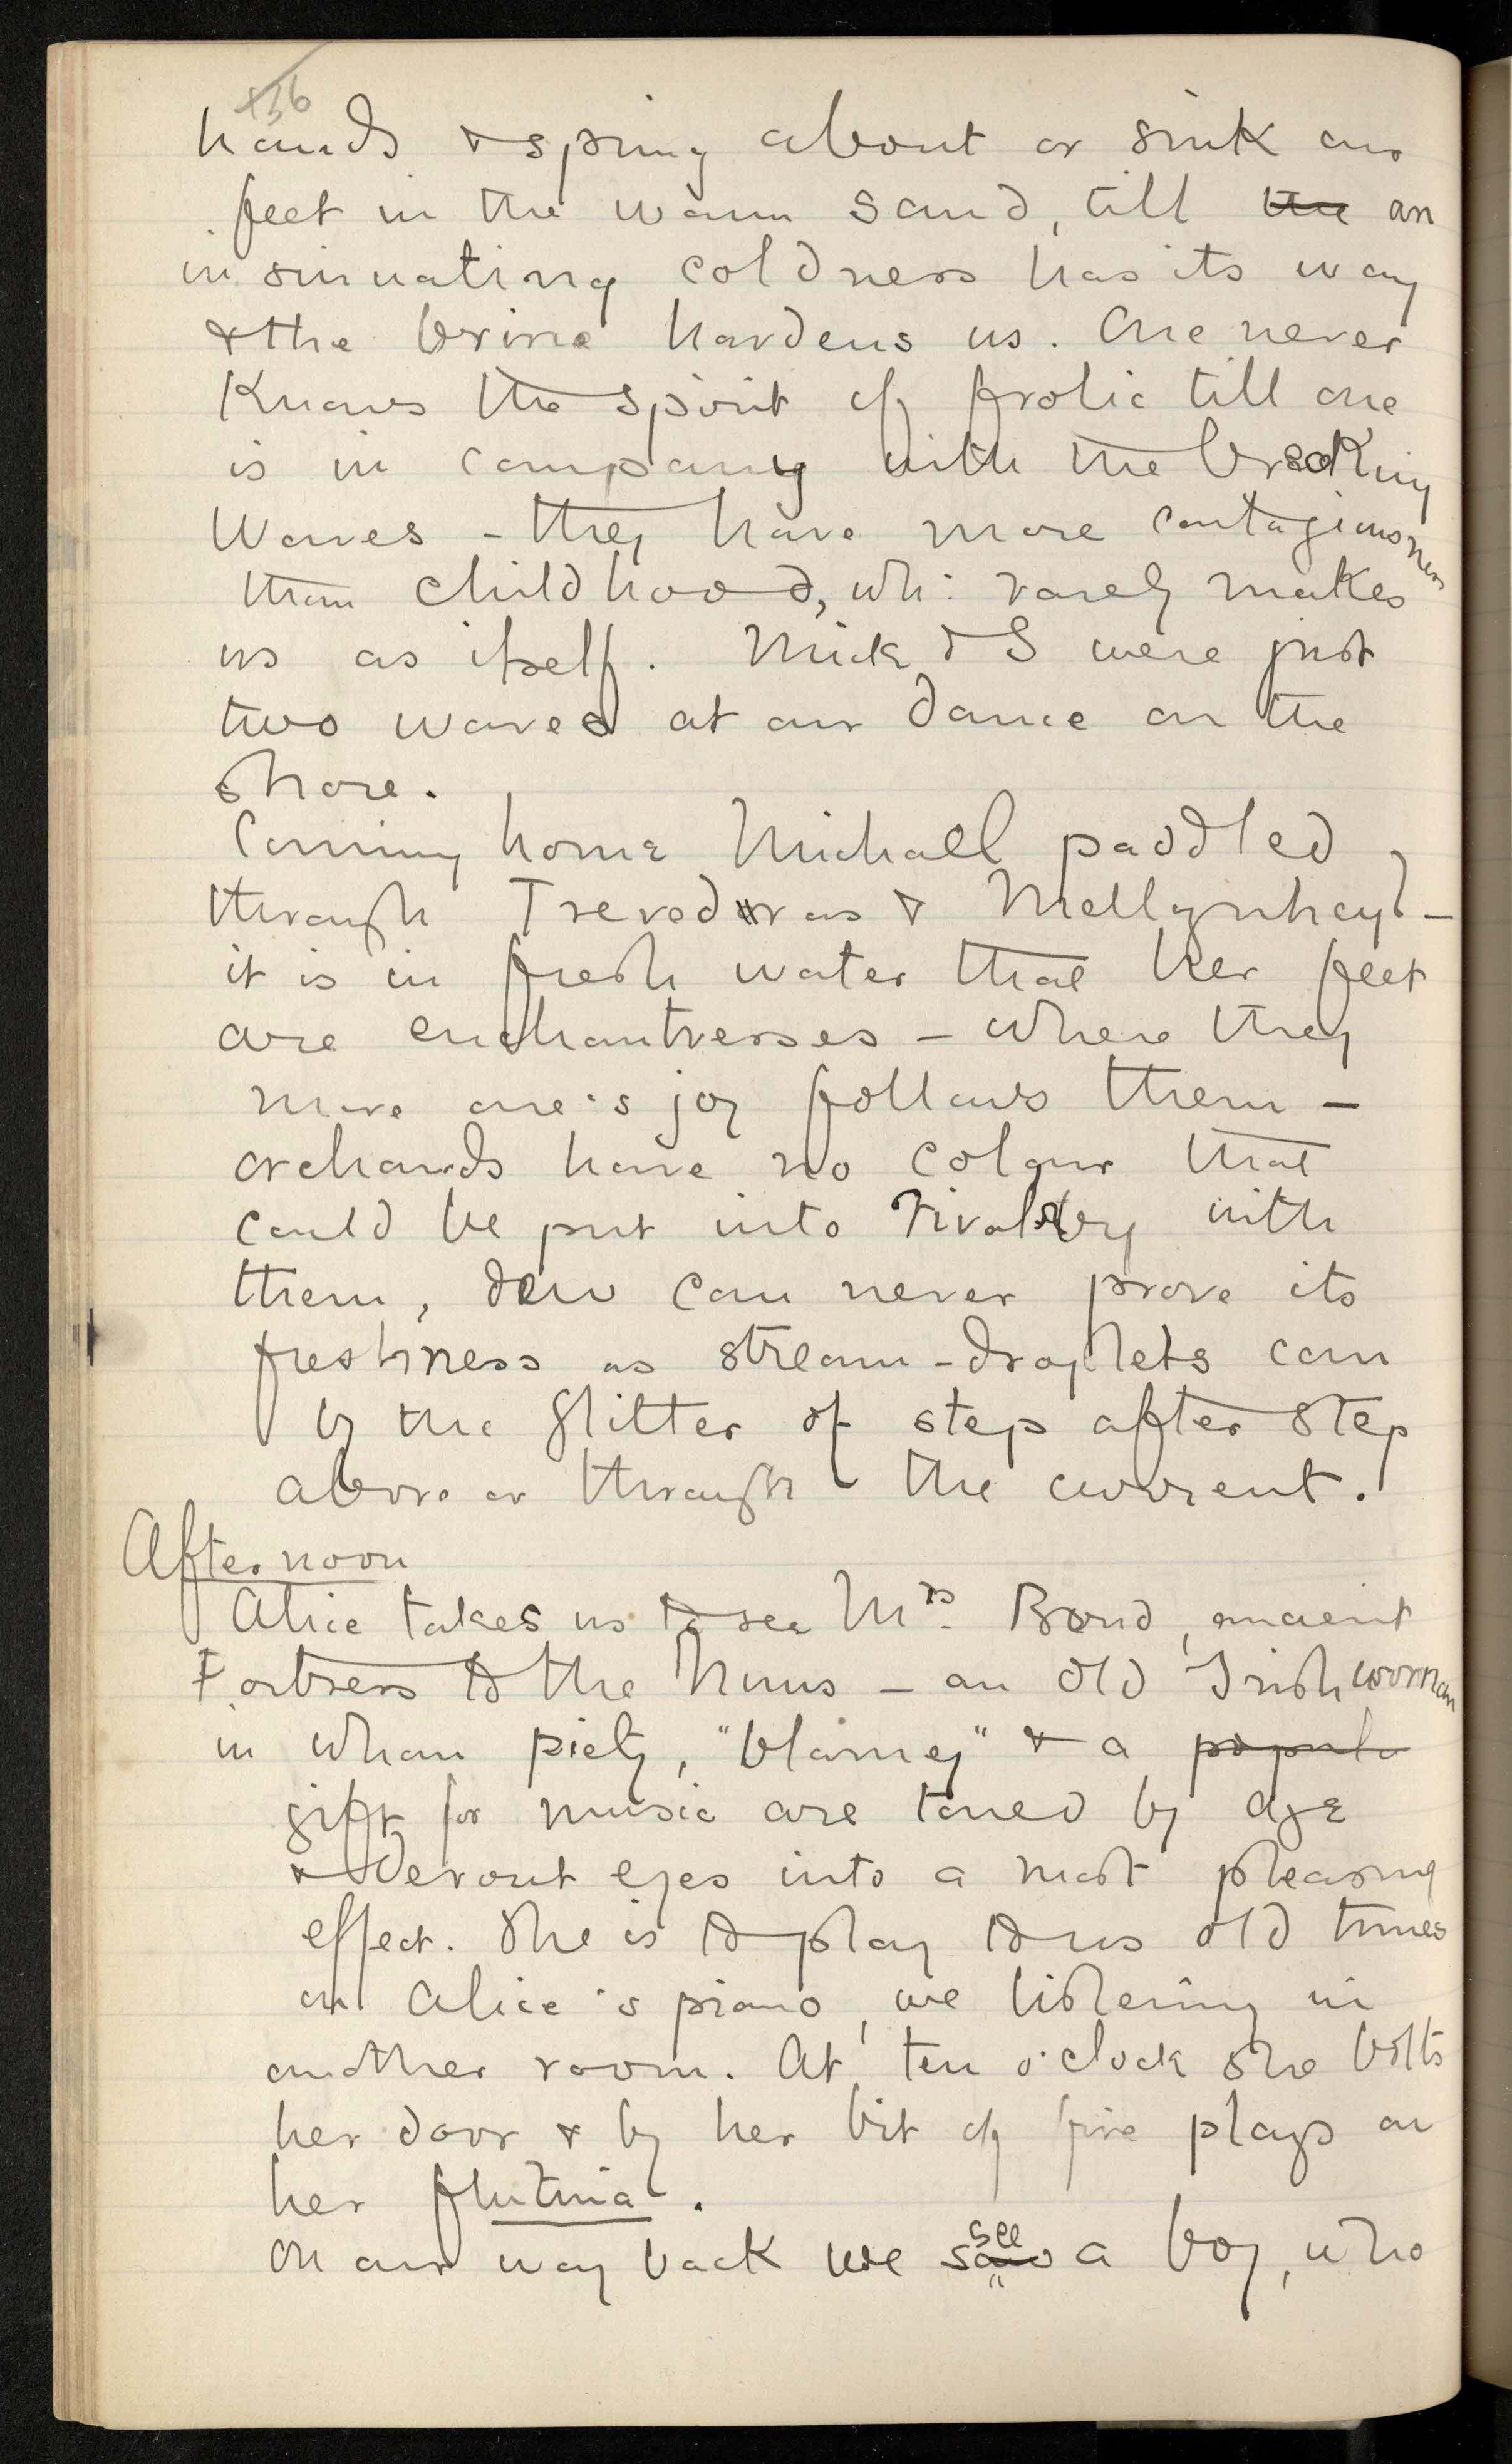 136
hands & spring about or sink our
feet in the warm sand, till the an
insinuating coldness has its way
& the brine hardens us. One never
Knows the spirit of frolic till one
is in company with the breaking
waves – they have more contagiousness
than childhood, whi: rarely makes
us as itself. Mick & I were just
two waves at our dance on the
shore.
Coming home Michael paddled
through Trevedras & Mellynheyl –
it is in fresh water that her feet
are enchantresses – where they
move one's joy follows them –
orchards have no colour that
could be put into rivalry with
them, dew can never prove its
freshness as stream-droplets can
by the glitter of step after step
above or through the current.
Afternoon
Alice takes us to see Mrs. Bond, ancient
Portress to the Nuns – an old Irish woman
in whom piety, "blarney" & a popula
gift for music are toned by age
& devout eyes into a most pleasing
effect. She is to play to us old tunes
on Alice's piano, we listening in
another room. At ten o'clock she bolts
her door & by her bit of fire plays on
her flutina.
On our way back we saw see a boy, who